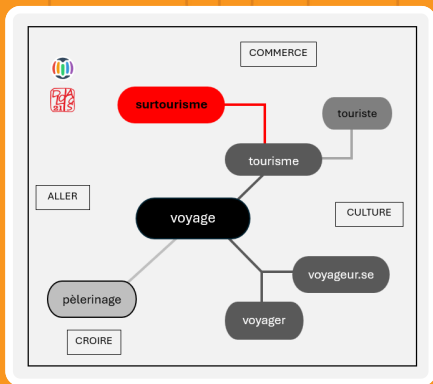 COMMERCE
surtourisme
touriste
tourisme
ALLER
voyage
CULTURE
voyageur.se
pèlerinage
voyager
CROIRE